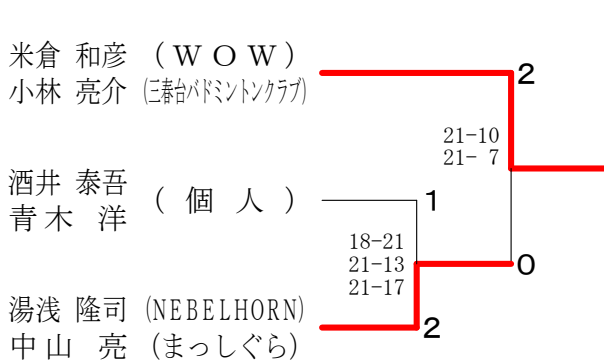 米倉 和彦 (ＷＯＷ)
小林 亮介 (三春台バドミントンクラブ)
2
21-10
21- 7
酒井 泰吾
青木 洋
( 個 人 )
1
18-21
21-13
21-17
0
湯浅 隆司 (NEBELHORN)
中山 亮 (まっしぐら)
2